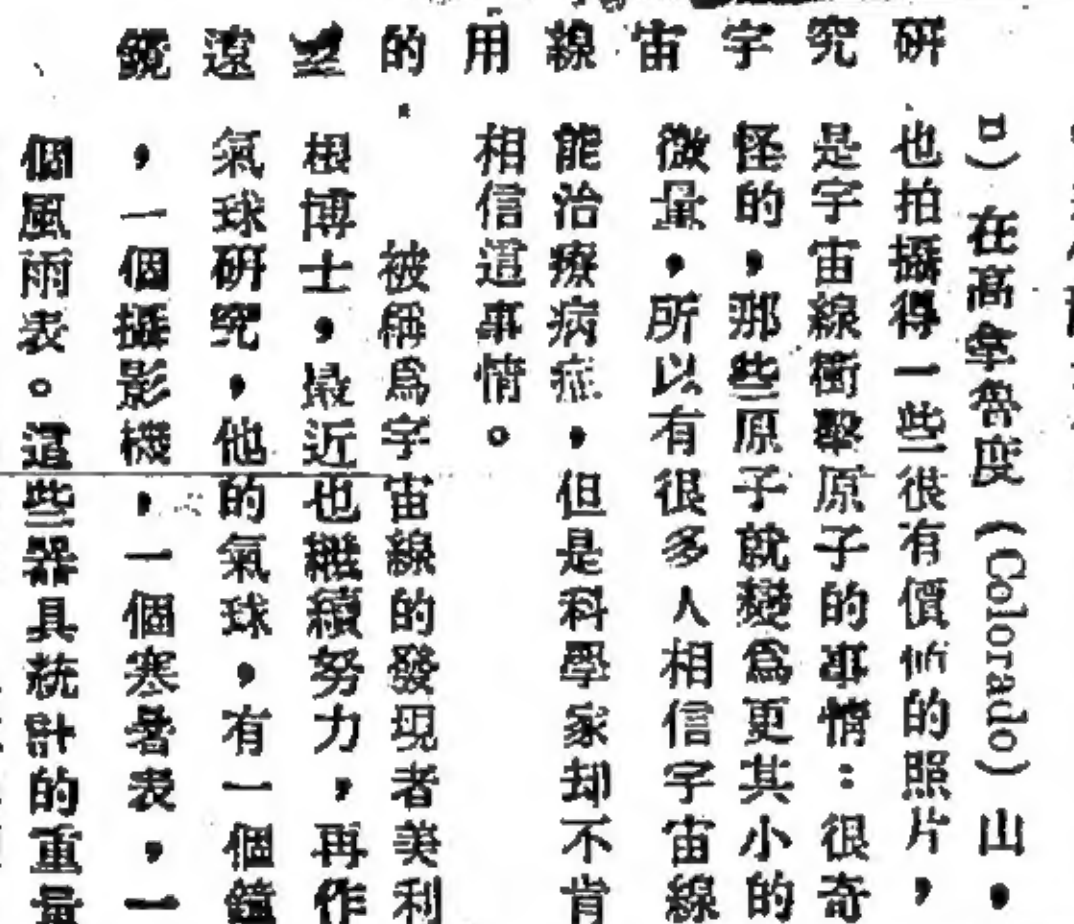 研究宇宙線用的望遠鏡
D)在高拿魯度(Colorado)山,
也拍攝得一些很有價値的照片,
是宇宙線衝擊原子的事情:很奇
怪的,那些原子就變爲更其小的
微量,所以有很多人相信宇宙線
能治療病症,但是科學家却不肯
相信這事情。
被稱爲宇宙線的發現者美利
根博士,最近也繼續努力,再作
氣球研究,他的氣球,有一個鐘
,一個攝影機,一個寒暑表,一
個風雨表。這些器具統計的重量